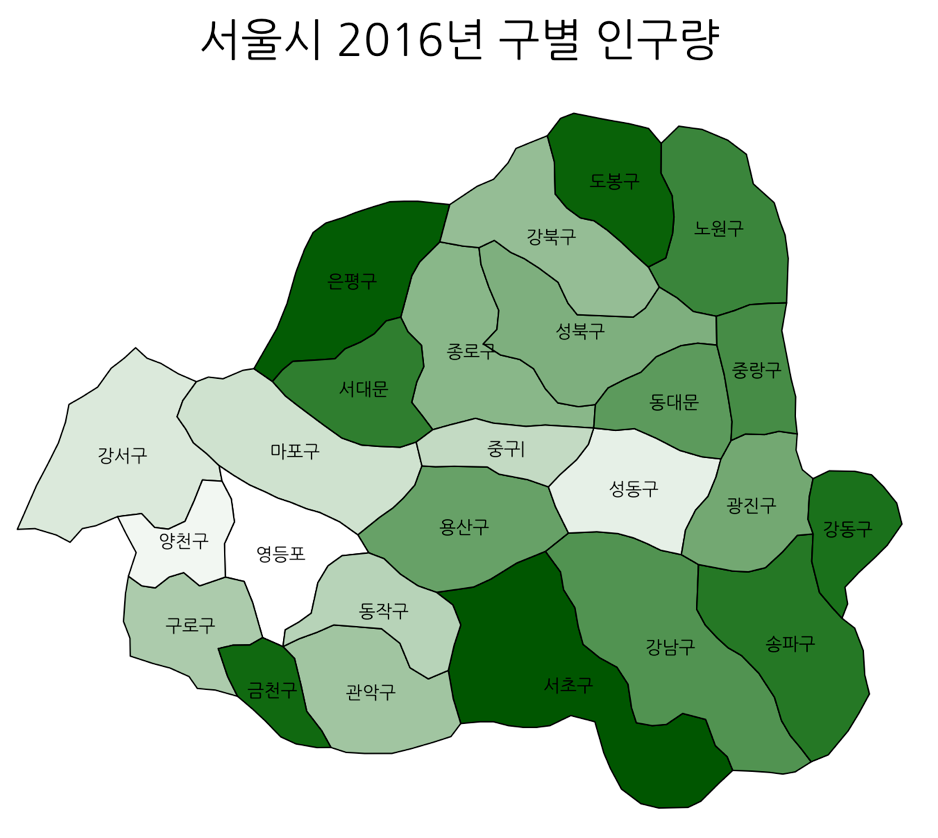 서울시 2016년 구별 인구량
도봉구
노원구
강북구
은평구
성북구
종로구
중랑구
서대문
동대문
중구|
마포구
강서구
성동구
광진구
용산구
강동구
양천구
영등포
동작구
구로구
송파구
강남구
서초구
금천구
관악구